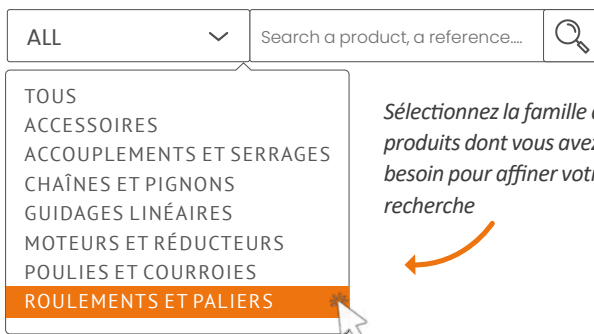 ALL
Search a product, a reference....
TOUS
ACCESSOIRES
ACCOUPLEMENTS ET SERRAGES
CHAÎNES ET PIGNONS
GUIDAGES LINÉAIRES
MOTEURS ET RÉDUCTEURS
POULIES ET COURROIES
ROULEMENTS ET PALIERS
Sélectionnez la famille
produits dont vous avez
besoin pour affiner
recherche